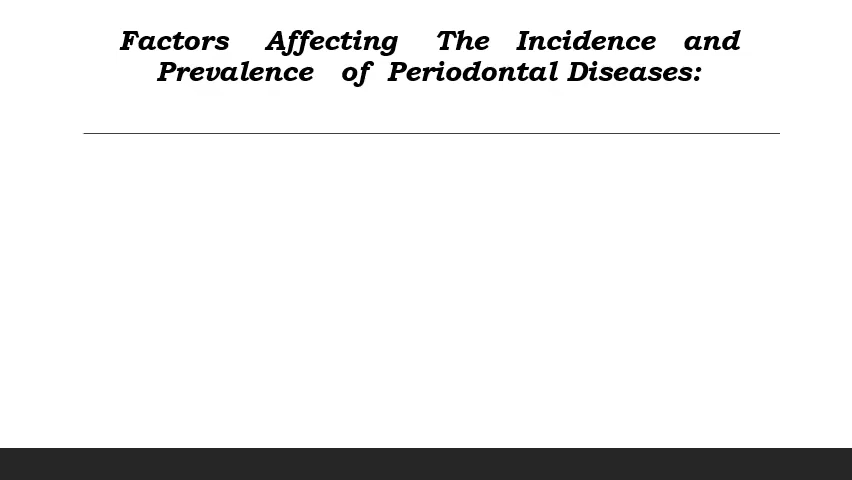 Factors Affecting The Incidence and
Prevalence of Periodontal Diseases: